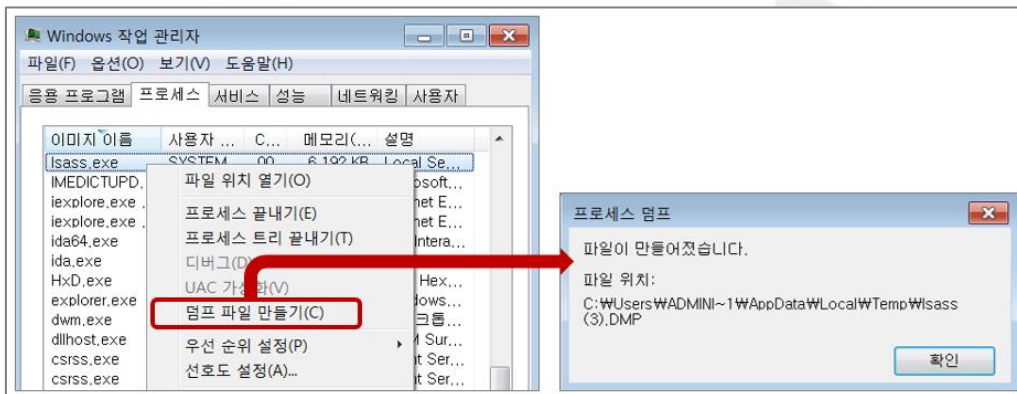 Windows 작업 관리자
파일(F) 옵션(O) 보기(V) 도움말(H)
응용 프로그램 프로세스 서비스 성능 네트워킹 사용자
이미지 이름 사용자 ... C... 메모리(... 설명
lsass.exe SYSTEM 00 6,192 KB Local Se...
IMEDICTUPD. osoft...
iexplore.exe . net E...
iexplore.exe . net E...
ida64.exe Intera...
ida.exe
HxD.exe Hex...
explorer.exe dows...
dwm.exe 크톱...
dllhost.exe M Sur...
csrss.exe nt Ser...
csrss.exe nt Ser...
파일 위치 열기(O)
프로세스 끝내기(E)
프로세스 트리 끝내기(T)
디버그(D)
UAC 가상화(V)
덤프 파일 만들기(C)
우선 순위 설정(P)
선호도 설정(A)...
프로세스 덤프
파일이 만들어졌습니다.
파일 위치:
C:₩Users₩ADMINI~1₩AppData₩Local₩Temp₩lsass
(3).DMP
확인